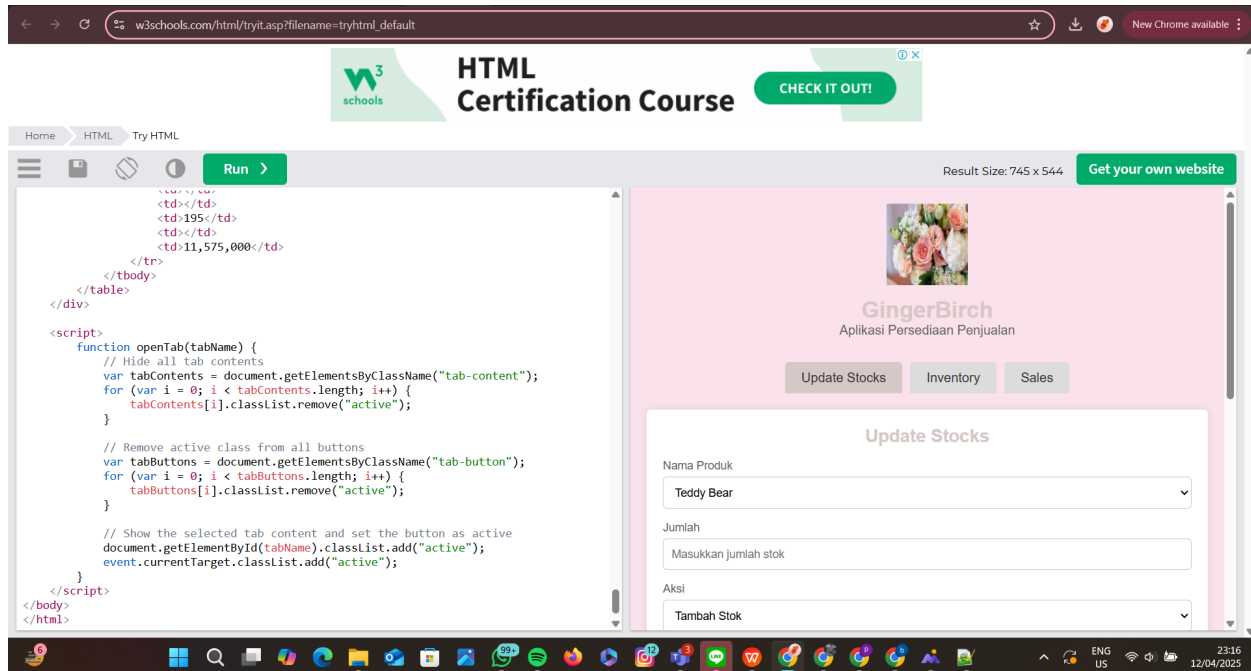 w3schools.com/html/tryit.asp?filename=tryhtml_default
New Chrome available
W3
schools
HTML
Certification Course
CHECK IT OUT!
Home
HTML
Try HTML
Run ❯
Result Size: 745 x 544
Get your own website
<td></td>
<td>195</td>
<td></td>
<td>11,575,000</td>
</tr>
</tbody>
</table>
</div>
<script>
function openTab(tabName) {
// Hide all tab contents
var tabContents = document.getElementsByClassName("tab-content");
for (var i = 0; i < tabContents.length; i++) {
tabContents[i].classList.remove("active");
}
// Remove active class from all buttons
var tabButtons = document.getElementsByClassName("tab-button");
for (var i = 0; i < tabButtons.length; i++) {
tabButtons[i].classList.remove("active");
}
// Show the selected tab content and set the button as active
document.getElementById(tabName).classList.add("active");
event.currentTarget.classList.add("active");
}
</script>
</body>
</html>
GingerBirch
Aplikasi Persediaan Penjualan
Update Stocks
Inventory
Sales
Update Stocks
Nama Produk
Teddy Bear
Jumlah
Masukkan jumlah stok
Aksi
Tambah Stok
6
99+
12
3
LINE
ENG
US
23:16
12/04/2025